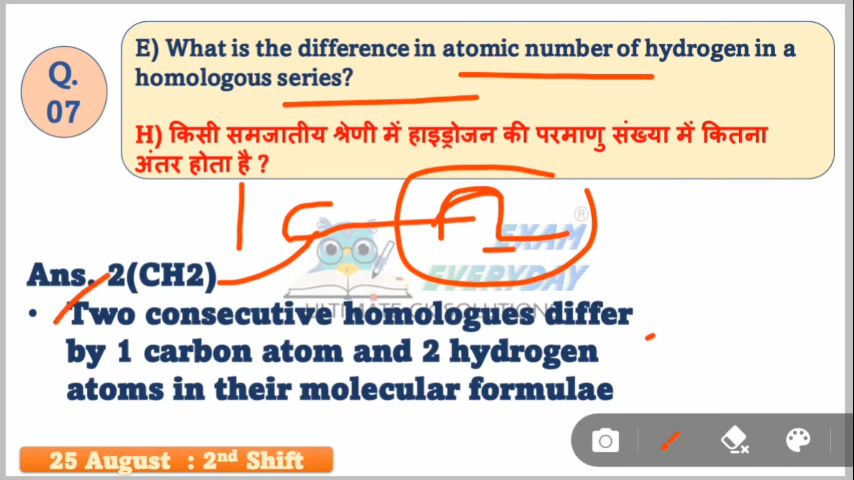 Q.
07
E) What is the difference in atomic number of hydrogen in a
homologous series?
H) किसी समजातीय श्रेणी में हाइड्रोजन की परमाणु संख्या में कितना
अंतर होता है ?
®
EXAM
EVERYDAY
Ans. 2(CH2)
• Two consecutive homologues differ
by 1 carbon atom and 2 hydrogen
atoms in their molecular formulae
25 August : 2nd Shift